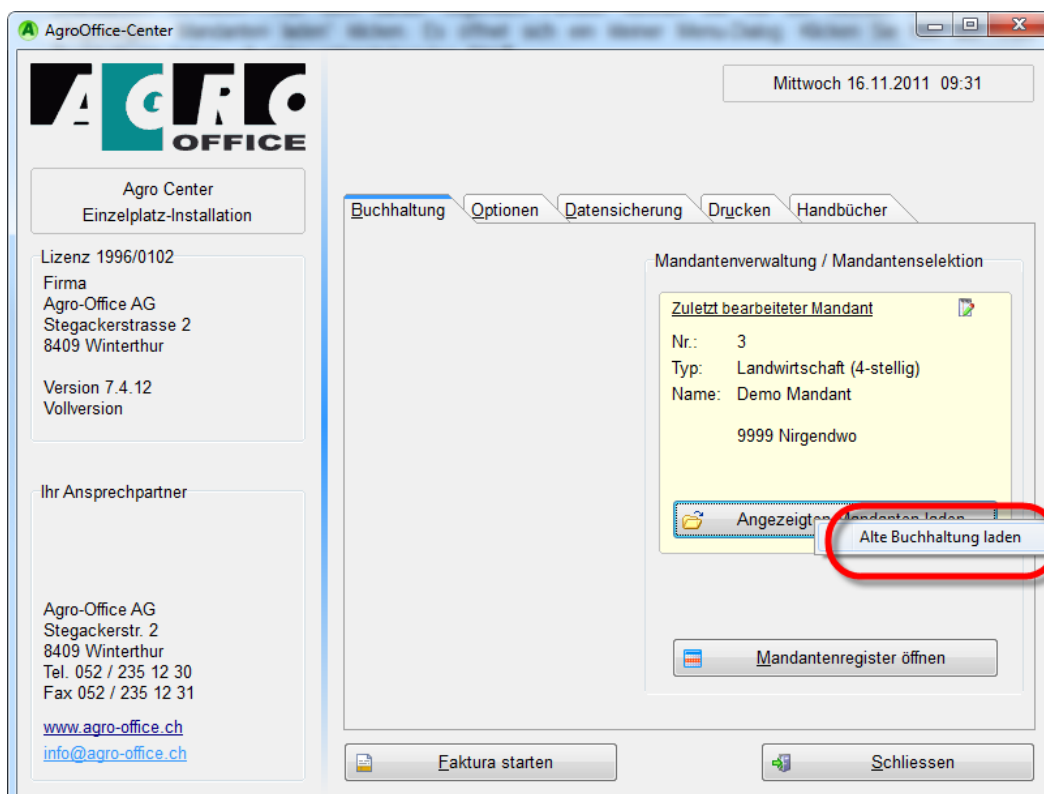 AgroOffice-Center
AGRO
OFFICE
Mittwoch 16.11.2011 09:31
Agro Center
Einzelplatz-Installation
Lizenz 1996/0102
Firma
Agro-Office AG
Stegackerstrasse 2
8409 Winterthur
Version 7.4.12
Vollversion
Ihr Ansprechpartner
Agro-Office AG
Stegackerstr. 2
8409 Winterthur
Tel. 052 / 235 12 30
Fax 052 / 235 12 31
www.agro-office.ch
info@agro-office.ch
Buchhaltung Optionen Datensicherung Drucken Handbücher
Mandantenverwaltung / Mandantenselektion
Zuletzt bearbeiteter Mandant
Nr.: 3
Typ: Landwirtschaft (4-stellig)
Name: Demo Mandant
9999 Nirgendwo
Angezeigten Mandanten laden
Alte Buchhaltung laden
Mandantenregister öffnen
Faktura starten
Schliessen